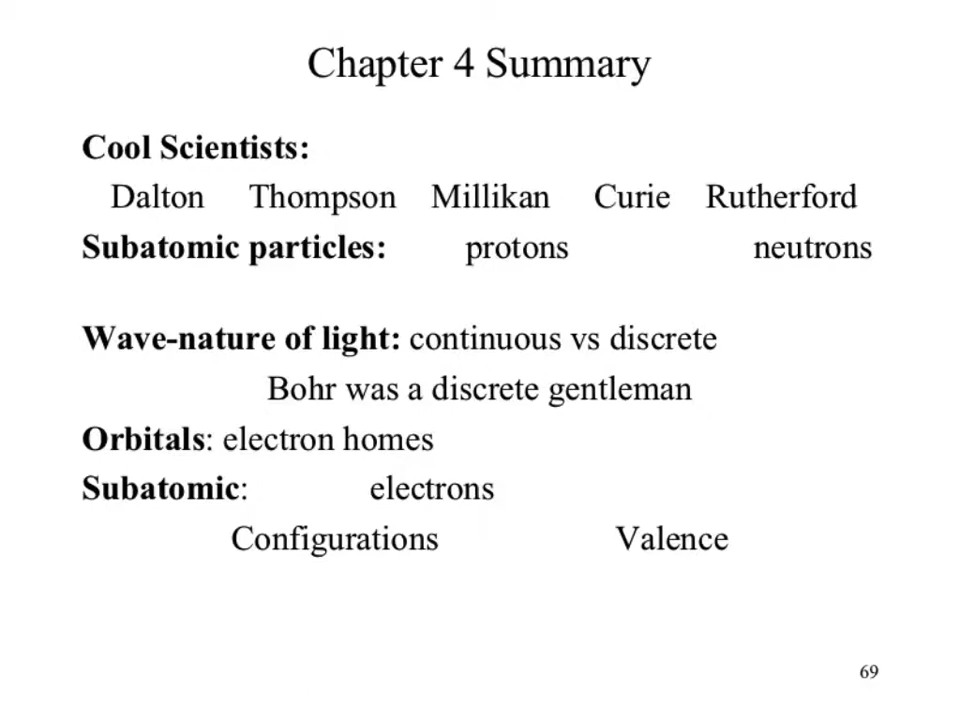 Chapter 4 Summary
Cool Scientists:
Dalton Thompson Millikan Curie Rutherford
Subatomic particles: protons neutrons
Wave-nature of light: continuous vs discrete
Bohr was a discrete gentleman
Orbitals: electron homes
Subatomic: electrons
Configurations Valence
69